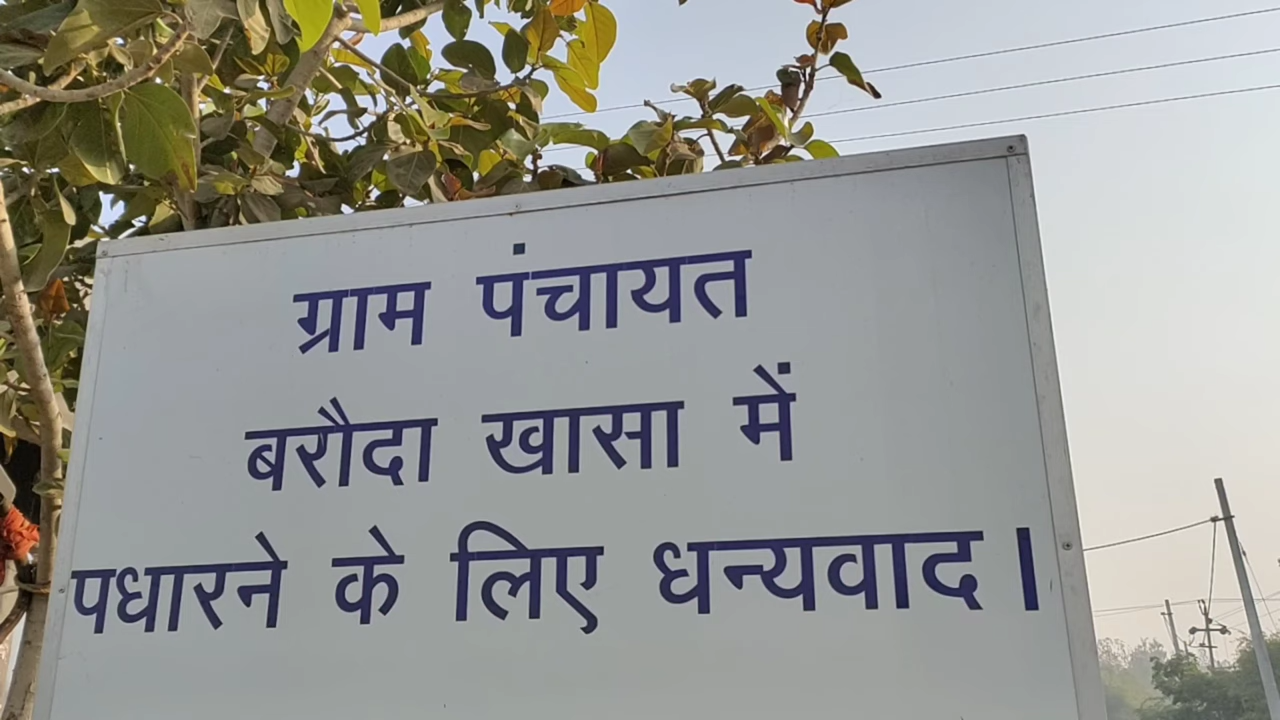 ग्राम पंचायत
बरौदा खासा में
पधारने के लिए धन्यवाद।